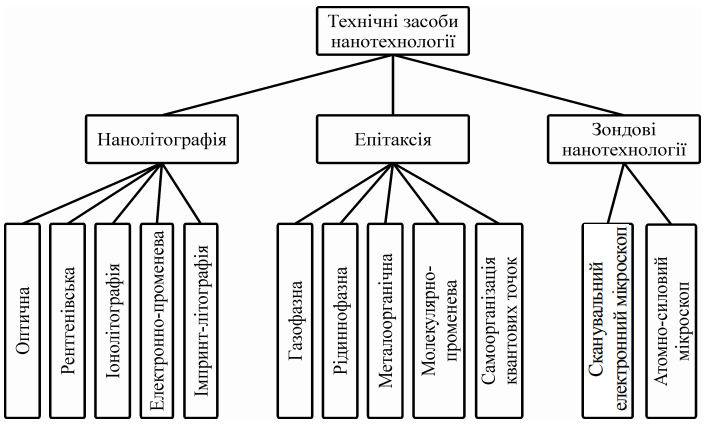 Технічні засоби
нанотехнології
Нанолітографія
Епітаксія
Зондові
нанотехнології
Оптична
Рентгенівська
Іонолітографія
Електронно-променева
Імпринт-літографія
Газофазна
Рідиннофазна
Металоорганічна
Молекулярно-
променева
Самоорганізація
квантових точок
Сканувальний
електронний мікроскоп
Атомно-силовий
мікроскоп